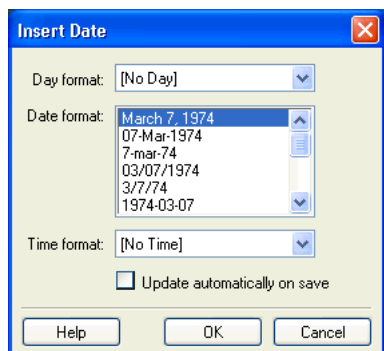 Insert Date
Day format: [No Day]
Date format: March 7, 1974
07-Mar-1974
7-mar-74
03/07/1974
3/7/74
1974-03-07
Time format: [No Time]
Update automatically on save
Help OK Cancel